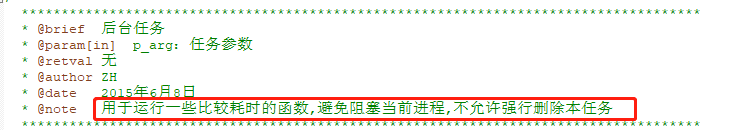 ***********************************************************************************
* @brief 后台任务
* @param[in] p_arg：任务参数
* @retval 无
* @author ZH
* @date 2015年6月8日
* @note 用于运行一些比较耗时的函数,避免阻塞当前进程,不允许强行删除本任务
***********************************************************************************